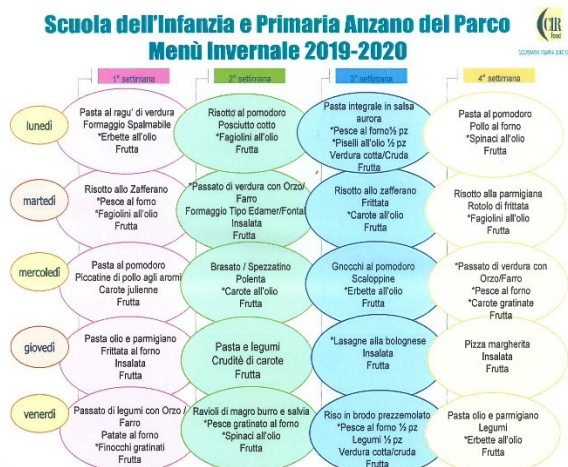 Scuola dell'Infanzia e Primaria Anzano del Parco
Menù Invernale 2019-2020
CIR
food
1° settimana
2° settimana
3° settimana
4° settimana
lunedì
Pasta al ragu' di verdura
Formaggio Spalmabile
*Erbette all'olio
Frutta
Risotto al pomodoro
Posciutto cotto
*Fagiolini all'olio
Frutta
Pasta integrale in salsa
aurora
*Pesce al forno½ pz
*Piselli all'olio ½ pz
Verdura cotta/Cruda
Frutta
Pasta al pomodoro
Pollo al forno
*Spinaci all'olio
Frutta
martedì
Risotto allo Zafferano
*Pesce al forno
*Fagiolini all'olio
Frutta
*Passato di verdura con Orzo/
Farro
Formaggio Tipo Edamer/Fontal
Insalata
Frutta
Risotto allo zafferano
Frittata
*Carote all'olio
Frutta
Risotto alla parmigiana
Rotolo di frittata
*Fagiolini all'olio
Frutta
mercoledì
Pasta al pomodoro
Piccatine di pollo agli aromi
Carote julienne
Frutta
Brasato / Spezzatino
Polenta
*Carote all'olio
Frutta
Gnocchi al pomodoro
Scaloppine
*Erbette all'olio
Frutta
*Passato di verdura con
Orzo/Farro
*Pesce al forno
*Carote gratinate
Frutta
giovedì
Pasta olio e parmigiano
Frittata al forno
Insalata
Frutta
Pasta e legumi
Crudité di carote
Frutta
*Lasagne alla bolognese
Insalata
Frutta
Pizza margherita
Insalata
Frutta
venerdì
Passato di legumi con Orzo /
Farro
Patate al forno
*Finocchi gratinati
Frutta
Ravioli di magro burro e salvia
*Pesce gratinato al forno
*Spinaci all'olio
Frutta
Riso in brodo prezzemolato
*Pesce al forno ½ pz
Legumi ½ pz
Verdura cotta/cruda
Frutta
Pasta olio e parmigiano
Legumi
*Erbette all'olio
Frutta